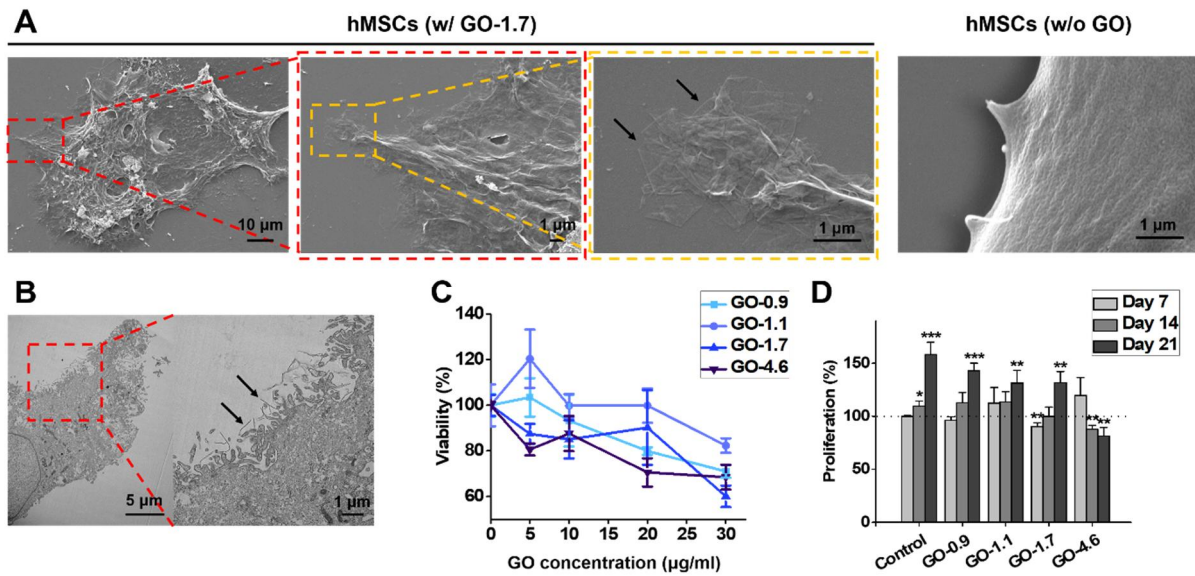 A
hMSCs (w/ GO-1.7)
hMSCs (w/o GO)
10 µm
1 µm
1 µm
1 µm
B
5 µm
1 µm
C
Viability (%)
140
120
100
80
60
0 5 10 15 20 25 30
GO concentration (µg/ml)
GO-0.9
GO-1.1
GO-1.7
GO-4.6
D
Proliferation (%)
150
100
50
0
Day 7
Day 14
Day 21
* *** *** ** ** ** ** **
Control GO-0.9 GO-1.1 GO-1.7 GO-4.6